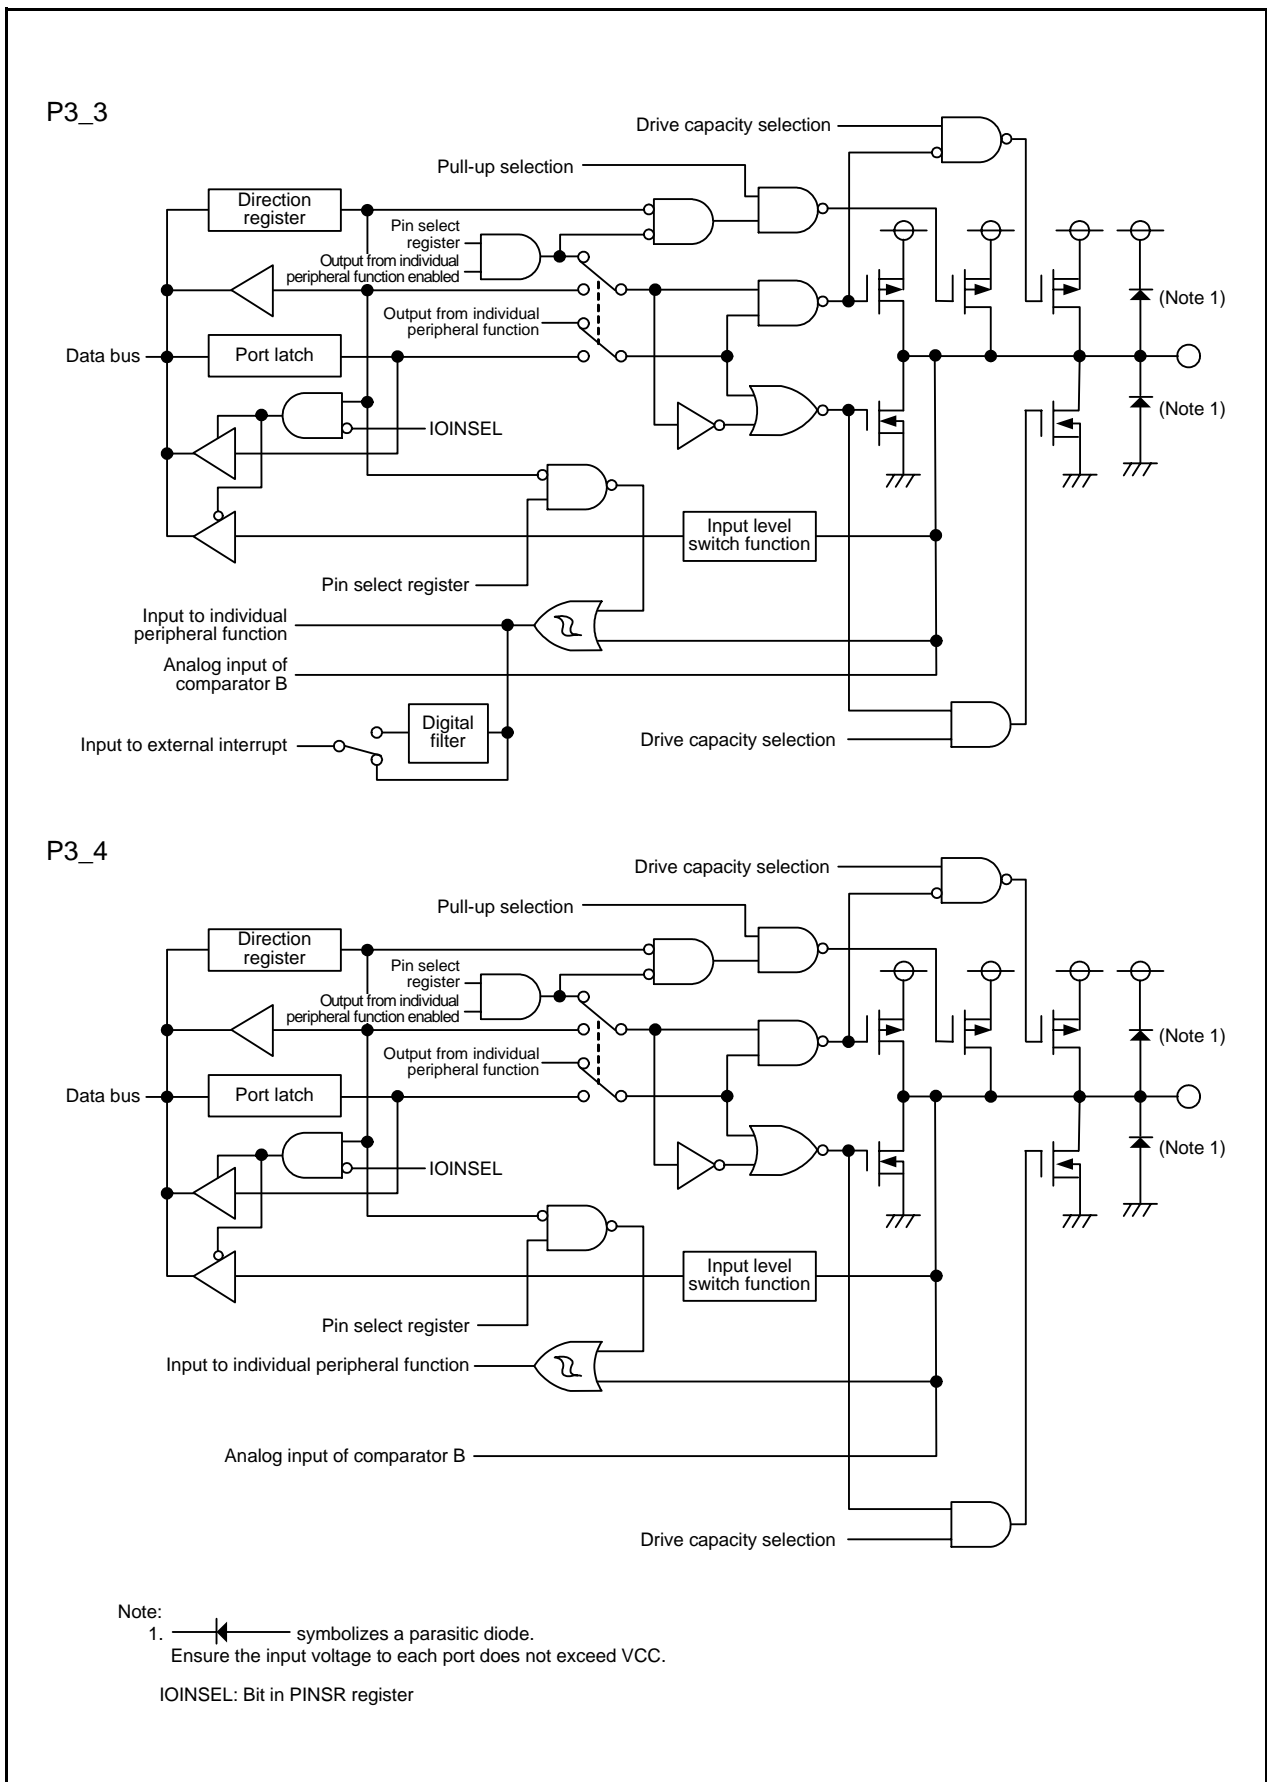 P3_3
Drive capacity selection
Pull-up selection
Direction
register
Pin select
register
Output from individual
peripheral function enabled
(Note 1)
Output from individual
peripheral function
Data bus
Port latch
(Note 1)
IOINSEL
Input level
switch function
Pin select register
Input to individual
peripheral function
Analog input of
comparator B
Digital
filter
Input to external interrupt
Drive capacity selection
P3_4
Drive capacity selection
Pull-up selection
Direction
register
Pin select
register
Output from individual
peripheral function enabled
(Note 1)
Output from individual
peripheral function
Data bus
Port latch
(Note 1)
IOINSEL
Input level
switch function
Pin select register
Input to individual peripheral function
Analog input of comparator B
Drive capacity selection
Note:
1. symbolizes a parasitic diode.
Ensure the input voltage to each port does not exceed VCC.
IOINSEL: Bit in PINSR register